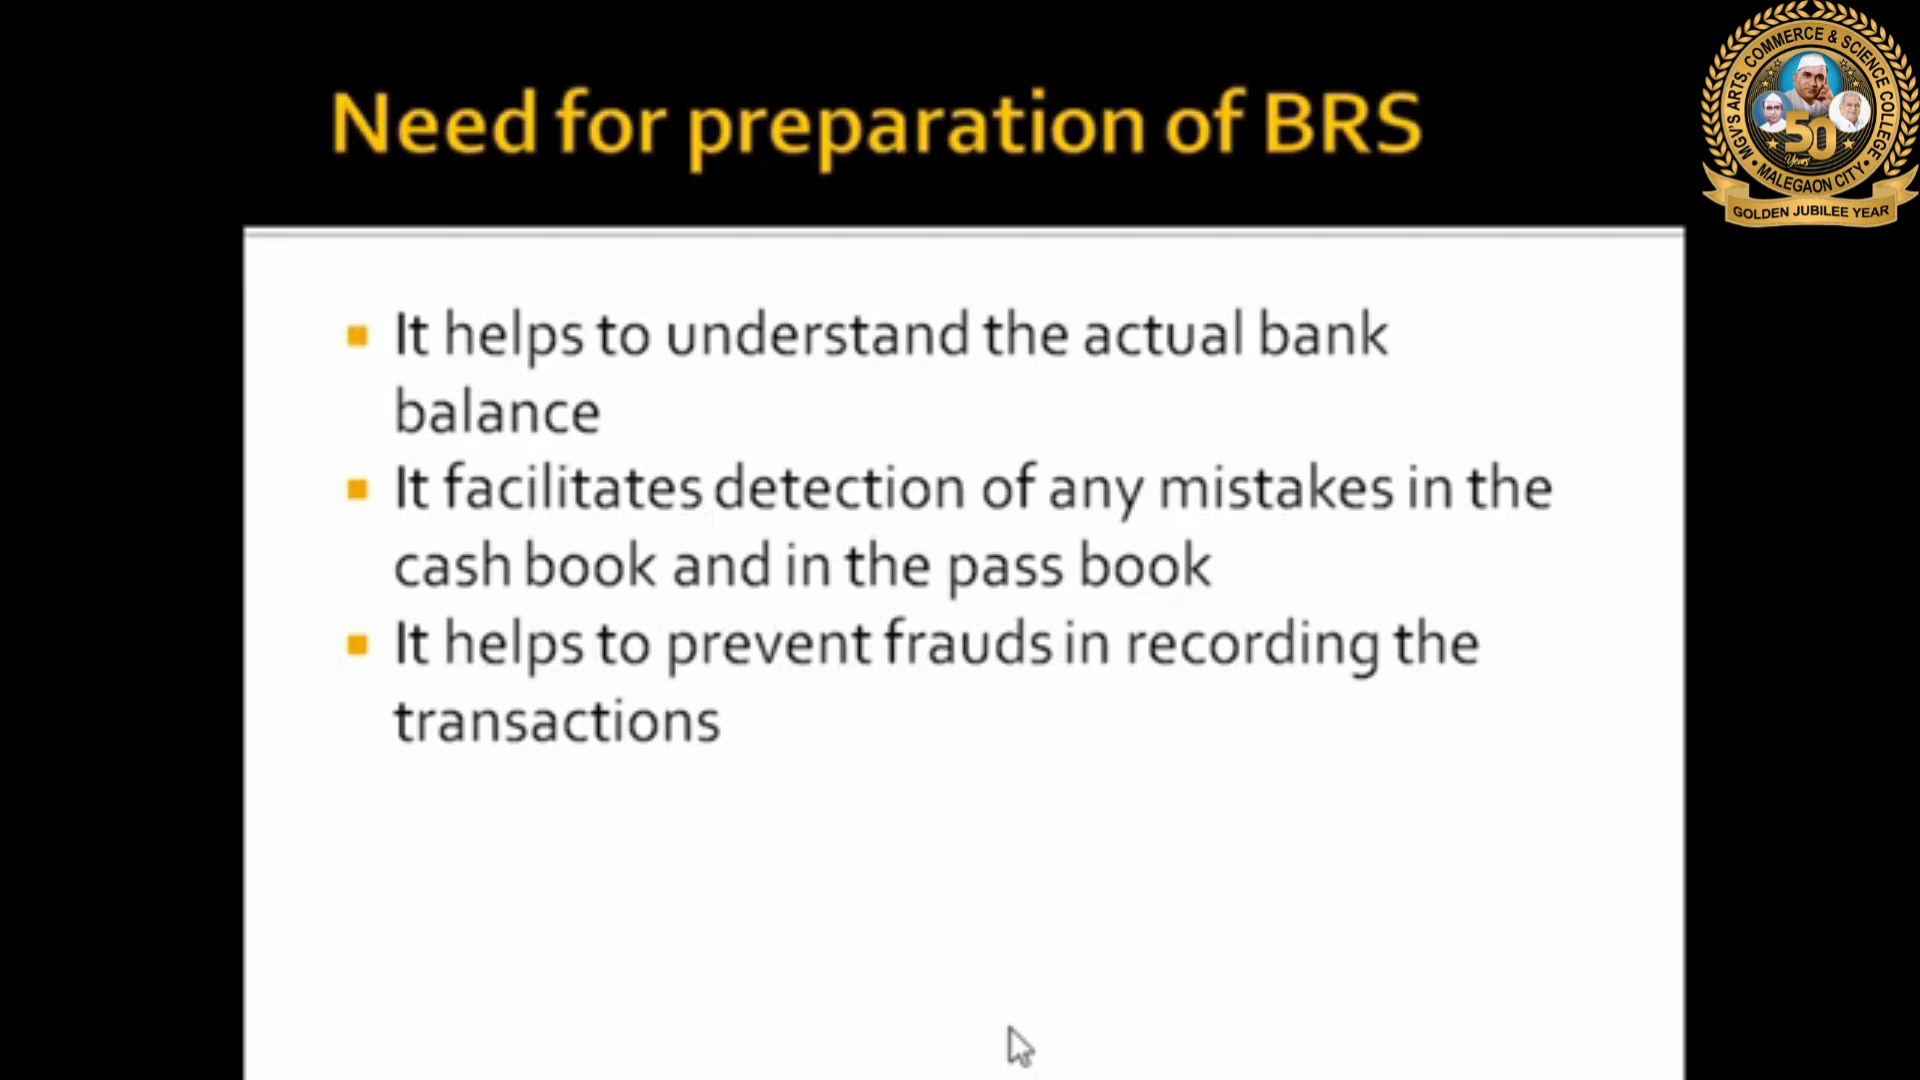 Need for preparation of BRS
MGV'S ARTS, COMMERCE & SCIENCE COLLEGE
50
Years
• MALEGAON CITY •
GOLDEN JUBILEE YEAR
It helps to understand the actual bank
balance
It facilitates detection of any mistakes in the
cash book and in the pass book
It helps to prevent frauds in recording the
transactions